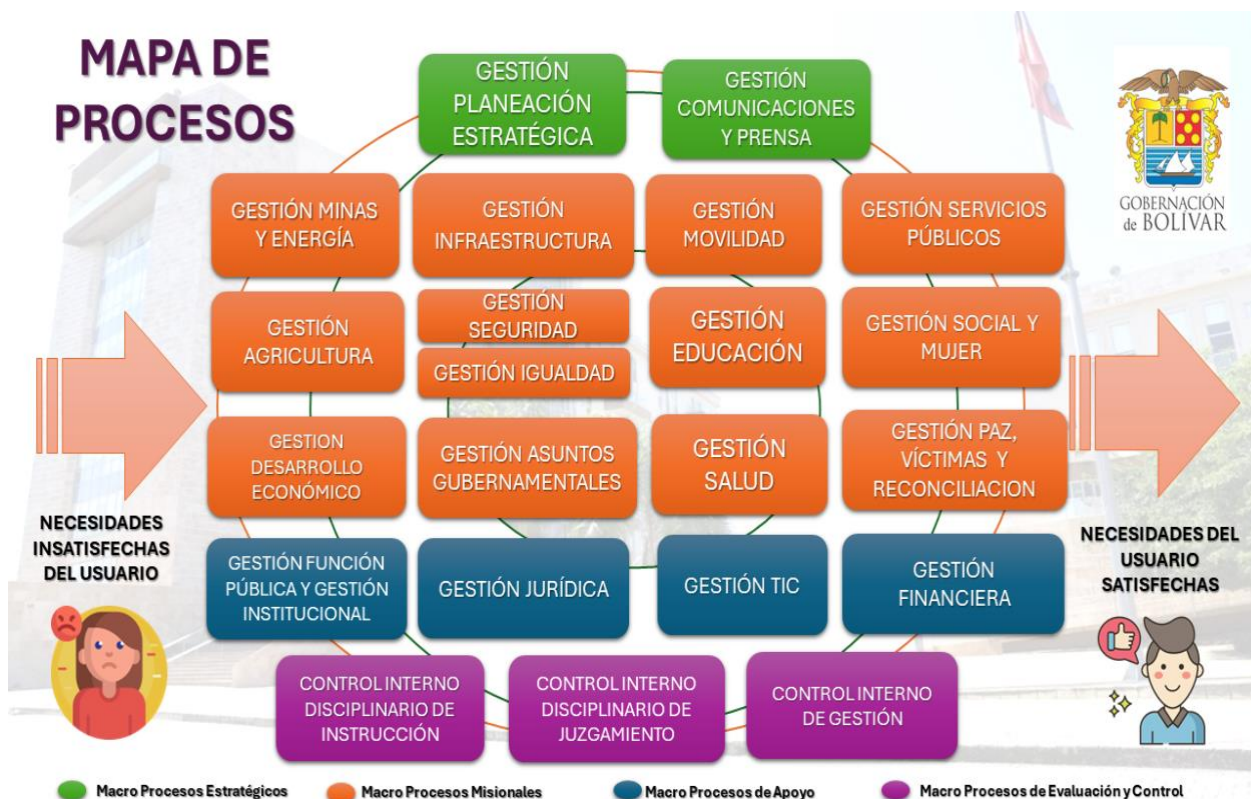 MAPA DE
PROCESOS
GESTIÓN
PLANEACIÓN
ESTRATÉGICA
GESTIÓN
COMUNICACIONES
Y PRENSA
GOBERNACIÓN
de BOLÍVAR
GESTIÓN MINAS
Y ENERGÍA
GESTIÓN
INFRAESTRUCTURA
GESTIÓN
MOVILIDAD
GESTIÓN SERVICIOS
PÚBLICOS
GESTIÓN
AGRICULTURA
GESTIÓN
SEGURIDAD
GESTIÓN IGUALDAD
GESTIÓN
EDUCACIÓN
GESTIÓN SOCIAL Y
MUJER
GESTION
DESARROLLO
ECONÓMICO
GESTIÓN ASUNTOS
GUBERNAMENTALES
GESTIÓN
SALUD
GESTIÓN PAZ,
VÍCTIMAS Y
RECONCILIACION
NECESIDADES
INSATISFECHAS
DEL USUARIO
NECESIDADES DEL
USUARIO
SATISFECHAS
GESTIÓN FUNCIÓN
PÚBLICA Y GESTIÓN
INSTITUCIONAL
GESTIÓN JURÍDICA
GESTIÓN TIC
GESTIÓN
FINANCIERA
CONTROL INTERNO
DISCIPLINARIO DE
INSTRUCCIÓN
CONTROL INTERNO
DISCIPLINARIO DE
JUZGAMIENTO
CONTROL INTERNO
DE GESTIÓN
Macro Procesos Estratégicos
Macro Procesos Misionales
Macro Procesos de Apoyo
Macro Procesos de Evaluación y Control